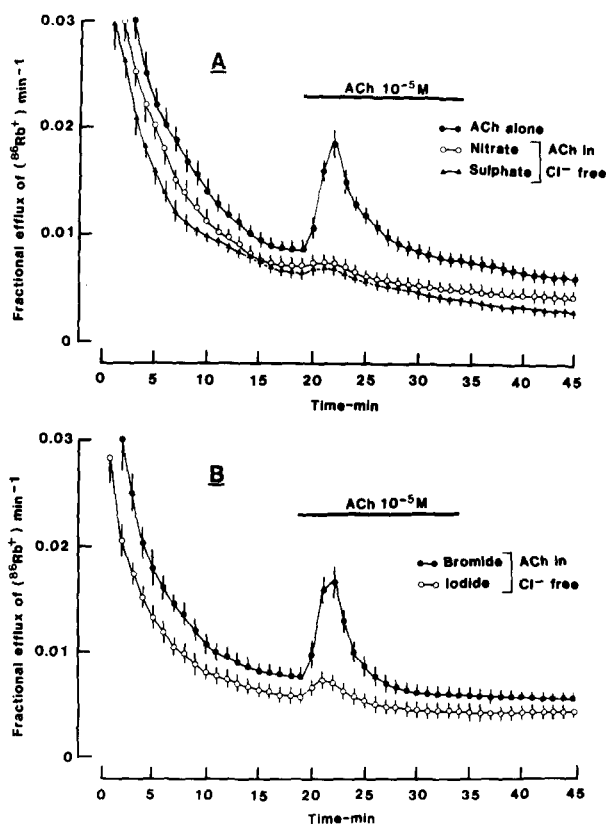 0.03
A
ACh 10⁻⁵M
ACh alone
0.02
Nitrate
ACh in
Sulphate
Cl⁻ free
Fractional efflux of (⁸⁶Rb⁺) min⁻¹
0.01
0
0 5 10 15 20 25 30 35 40 45
Time-min
0.03
B
ACh 10⁻⁵M
Bromide
ACh in
0.02
Iodide
Cl⁻ free
Fractional efflux of (⁸⁶Rb⁺) min⁻¹
0.01
0
0 5 10 15 20 25 30 35 40 45
Time-min